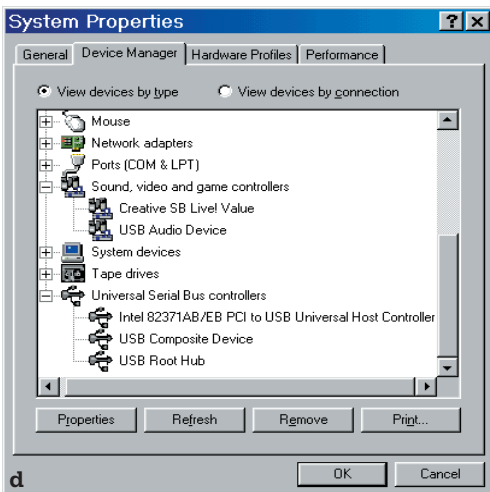 System Properties
General Device Manager Hardware Profiles Performance
View devices by type View devices by connection
Mouse
Network adapters
Ports (COM & LPT)
Sound, video and game controllers
Creative SB Live! Value
USB Audio Device
System devices
Tape drives
Universal Serial Bus controllers
Intel 82371AB/EB PCI to USB Universal Host Controller
USB Composite Device
USB Root Hub
Properties Refresh Remove Print...
d OK Cancel